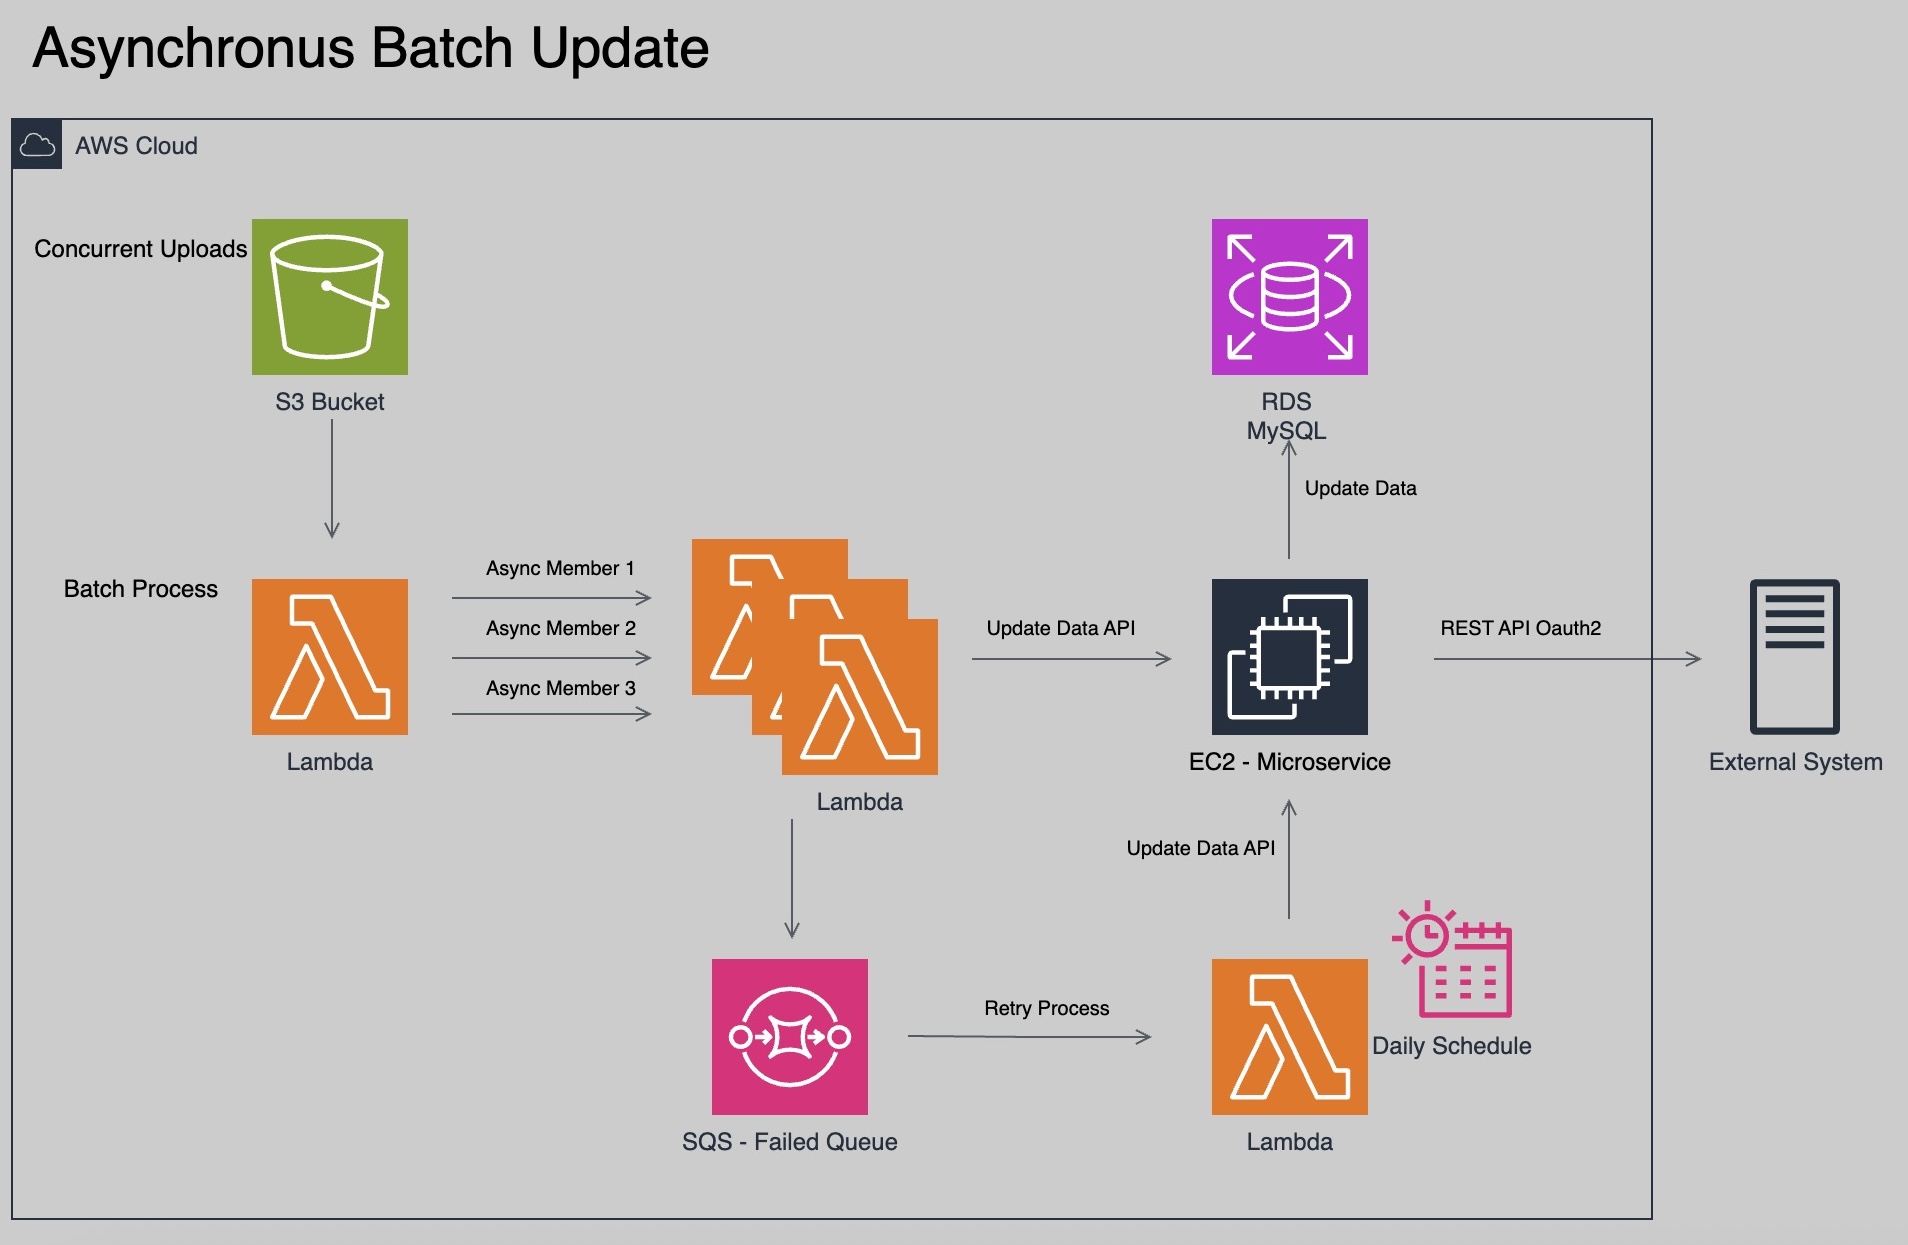 Asynchronus Batch Update
AWS Cloud
Concurrent Uploads
S3 Bucket
RDS
MySQL
Update Data
Batch Process
Async Member 1
Async Member 2
Async Member 3
Lambda
Lambda
Update Data API
EC2 - Microservice
REST API Oauth2
External System
Update Data API
SQS - Failed Queue
Retry Process
Lambda
Daily Schedule